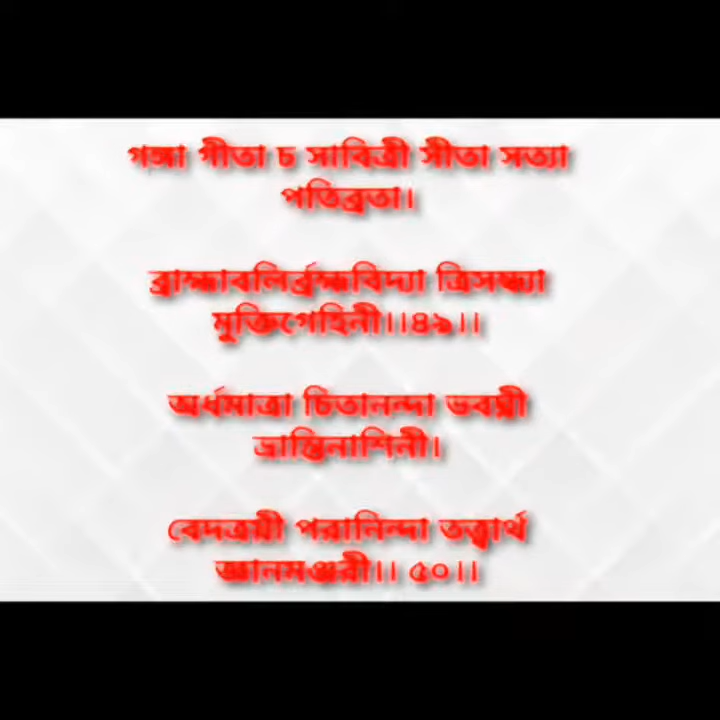 গঙ্গা গীতা চ সাবিত্রী সীতা সত্যা
পতিব্রতা।
ব্রাহ্মাবলির্ব্রহ্মবিদ্যা ত্রিসন্ধ্যা
মুক্তিগেহিনী।।৪৯।।
অর্ধমাত্রা চিতানন্দা ভবঘ্নী
ভ্রান্তিনাশিনী।
বেদত্রয়ী পরানিন্দা তত্ত্বার্থ
জ্ঞানমঞ্জরী।। ৫০।।